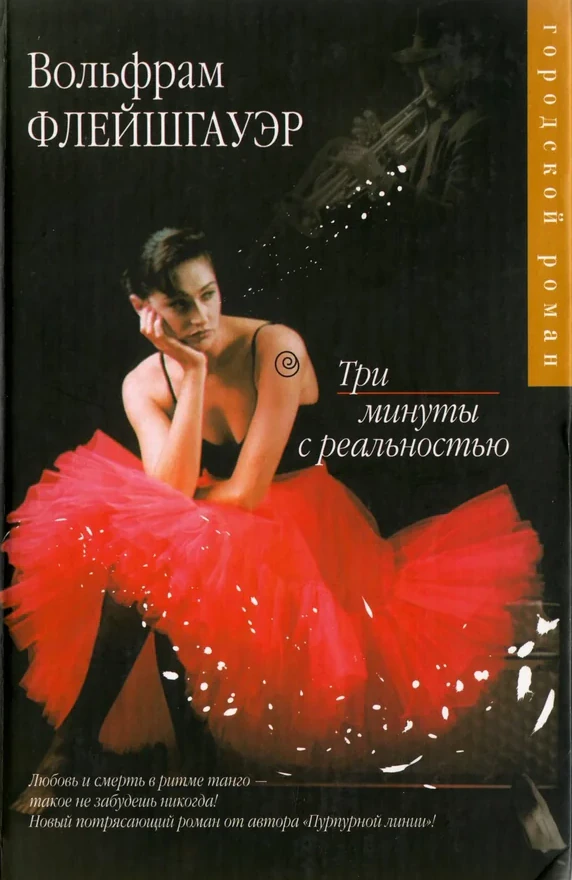 Вольфрам
ФЛЕЙШГАУЭР
городской роман
Три
минуты
с реальностью
Любовь и смерть в ритме танго —
такое не забудешь никогда!
Новый потрясающий роман от автора «Пурпурной линии»!